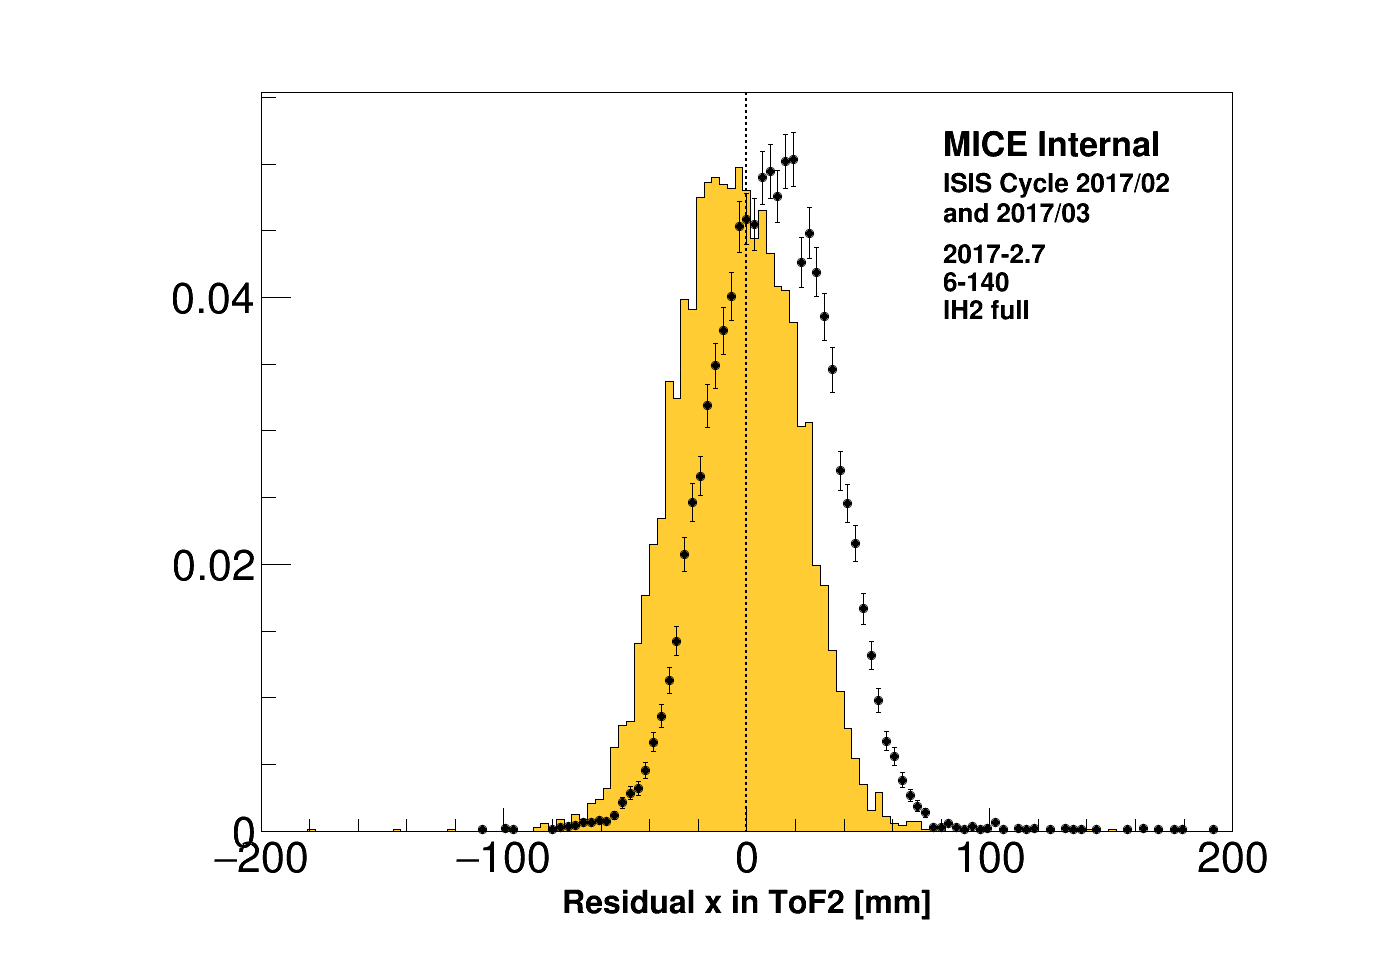 MICE Internal
ISIS Cycle 2017/02
and 2017/03
2017-2.7
6-140
IH2 full
0.04
0.02
0
−200 −100 0 100 200
Residual x in ToF2 [mm]